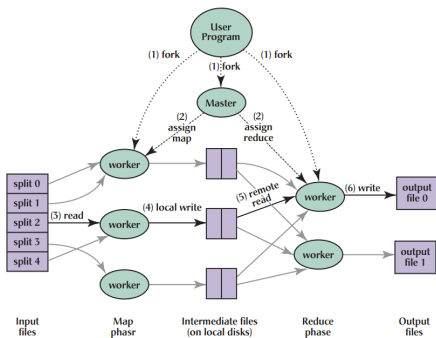 User
Program
(1) fork
(1) fork
(1) fork
Master
(2)
assign
map
(2)
assign
reduce
worker
split 0
split 1
split 2
split 3
split 4
(3) read
worker
(4) local write
(5) remote
read
worker
(6) write
output
file 0
worker
output
file 1
worker
Input
files
Map
phasr
Intermediate files
(on local disks)
Reduce
phase
Output
files